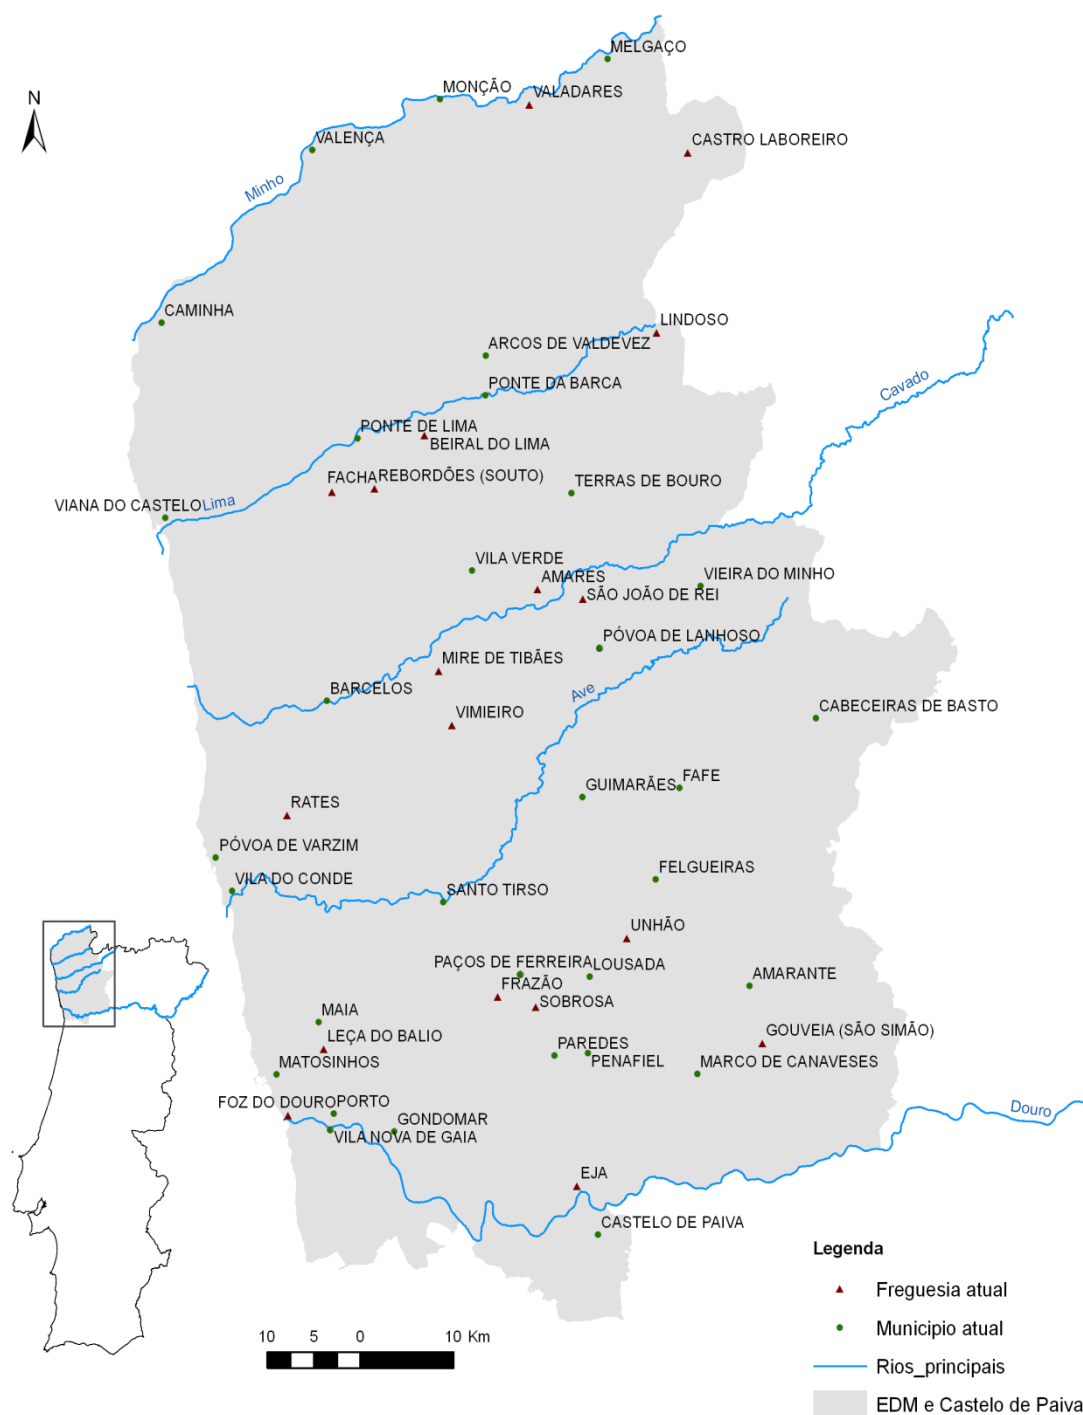 MELGAÇO
MONÇÃO
VALADARES
N
VALENÇA
CASTRO LABOREIRO
Minho
CAMINHA
LINDOSO
ARCOS DE VALDEVEZ
Cavado
PONTE DA BARCA
PONTE DE LIMA
BEIRAL DO LIMA
FACHA
REBORDÕES (SOUTO)
TERRAS DE BOURO
VIANA DO CASTELO
Lima
VILA VERDE
AMARES
VIEIRA DO MINHO
SÃO JOÃO DE REI
PÓVOA DE LANHOSO
MIRE DE TIBÃES
BARCELOS
Ave
VIMIEIRO
CABECEIRAS DE BASTO
GUIMARÃES
FAFE
RATES
PÓVOA DE VARZIM
FELGUEIRAS
VILA DO CONDE
SANTO TIRSO
UNHÃO
PAÇOS DE FERREIRA
LOUSADA
AMARANTE
FRAZÃO
SOBROSA
MAIA
GOUVEIA (SÃO SIMÃO)
LEÇA DO BALIO
PAREDES
MATOSINHOS
PENAFIEL
MARCO DE CANAVESES
FOZ DO DOURO
PORTO
GONDOMAR
Douro
VILA NOVA DE GAIA
EJA
CASTELO DE PAIVA
Legenda
Freguesia atual
Municipio atual
Rios_principais
EDM e Castelo de Paiva
10 5 0 10 Km